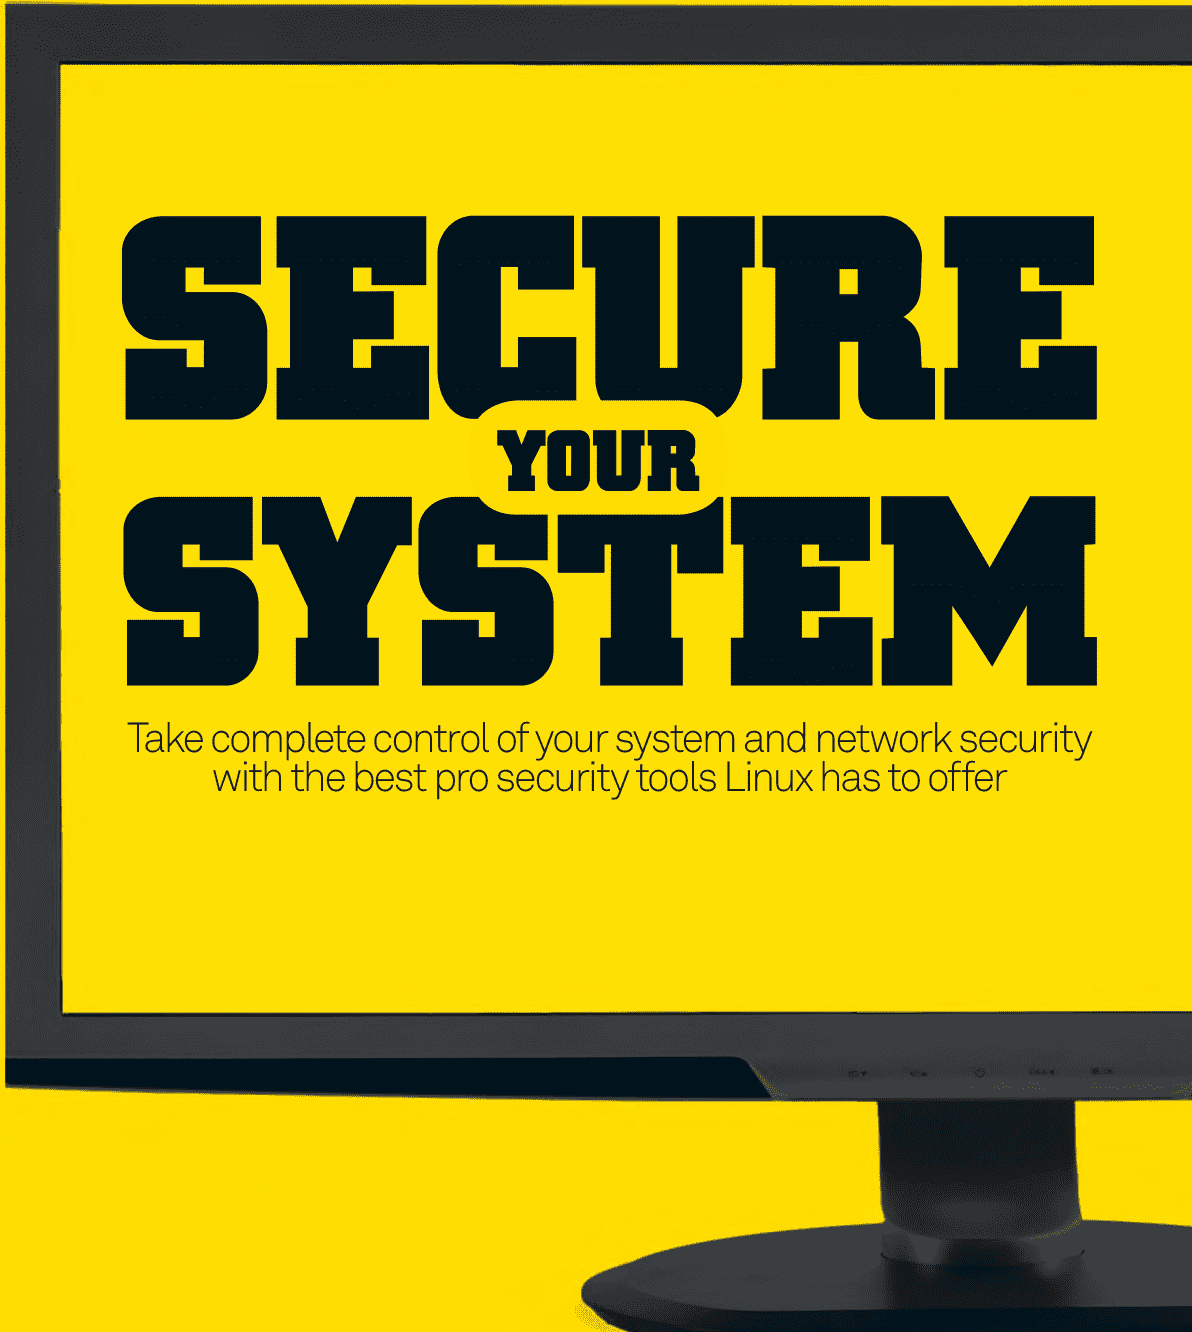 SECURE
YOUR
SYSTEM
Take complete control of your system and network security
with the best pro security tools Linux has to offer